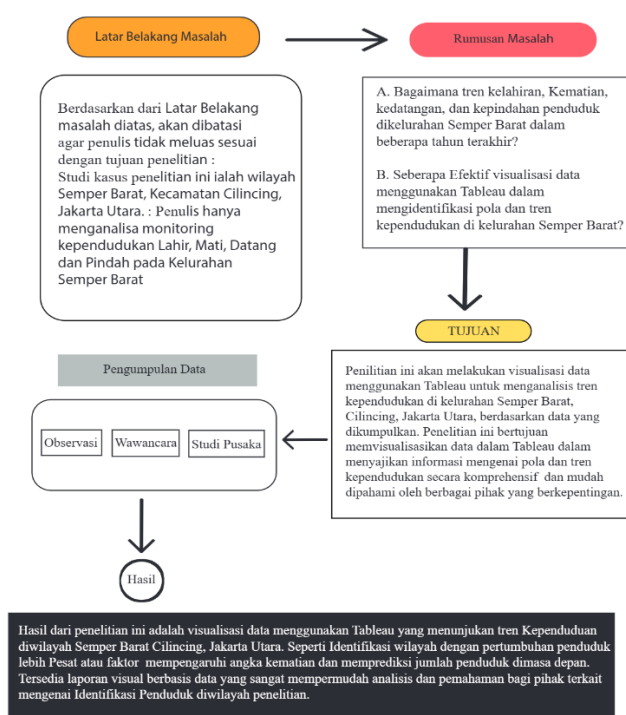 Latar Belakang Masalah
Rumusan Masalah
Berdasarkan dari Latar Belakang
masalah diatas, akan dibatasi
agar penulis tidak meluas sesuai
dengan tujuan penelitian :
Studi kasus penelitian ini ialah wilayah
Semper Barat, Kecamatan Cilincing,
Jakarta Utara. : Penulis hanya
menganalisa monitoring
kependudukan Lahir, Mati, Datang
dan Pindah pada Kelurahan
Semper Barat
A. Bagaimana tren kelahiran, Kematian,
kedatangan, dan kepindahan penduduk
dikelurahan Semper Barat dalam
beberapa tahun terakhir?
B. Seberapa Efektif visualisasi data
menggunakan Tableau dalam
mengidentifikasi pola dan tren
kependudukan di kelurahan Semper Barat?
TUJUAN
Penilitian ini akan melakukan visualisasi data
menggunakan Tableau untuk menganalisis tren
kependudukan di kelurahan Semper Barat,
Cilincing, Jakarta Utara, berdasarkan data yang
dikumpulkan. Penelitian ini bertujuan
memvisualisasikan data dalam Tableau dalam
menyajikan informasi mengenai pola dan tren
kependudukan secara komprehensif dan mudah
dipahami oleh berbagai pihak yang berkepentingan.
Pengumpulan Data
Observasi
Wawancara
Studi Pusaka
Hasil
Hasil dari penelitian ini adalah visualisasi data menggunakan Tableau yang menunjukan tren Kependuduan
diwilayah Semper Barat Cilincing, Jakarta Utara. Seperti Identifikasi wilayah dengan pertumbuhan penduduk
lebih Pesat atau faktor mempengaruhi angka kematian dan memprediksi jumlah penduduk dimasa depan.
Tersedia laporan visual berbasis data yang sangat mempermudah analisis dan pemahaman bagi pihak terkait
mengenai Identifikasi Penduduk diwilayah penelitian.